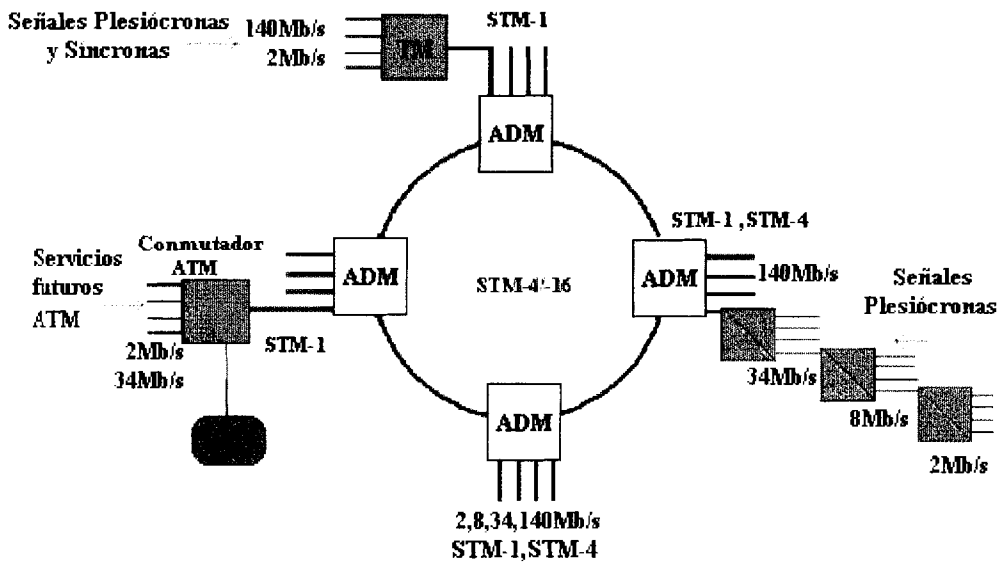 Señales Plesiócronas
y Síncronas
140Mb/s
2Mb/s
TM
STM-1
ADM
STM-1 ,STM-4
ADM
140Mb/s
Señales
Plesiócronas
34Mb/s
8Mb/s
2Mb/s
Servicios
futuros
ATM
Conmutador
ATM
2Mb/s
34Mb/s
STM-1
ADM
STM-4/-16
ADM
2,8,34,140Mb/s
STM-1,STM-4